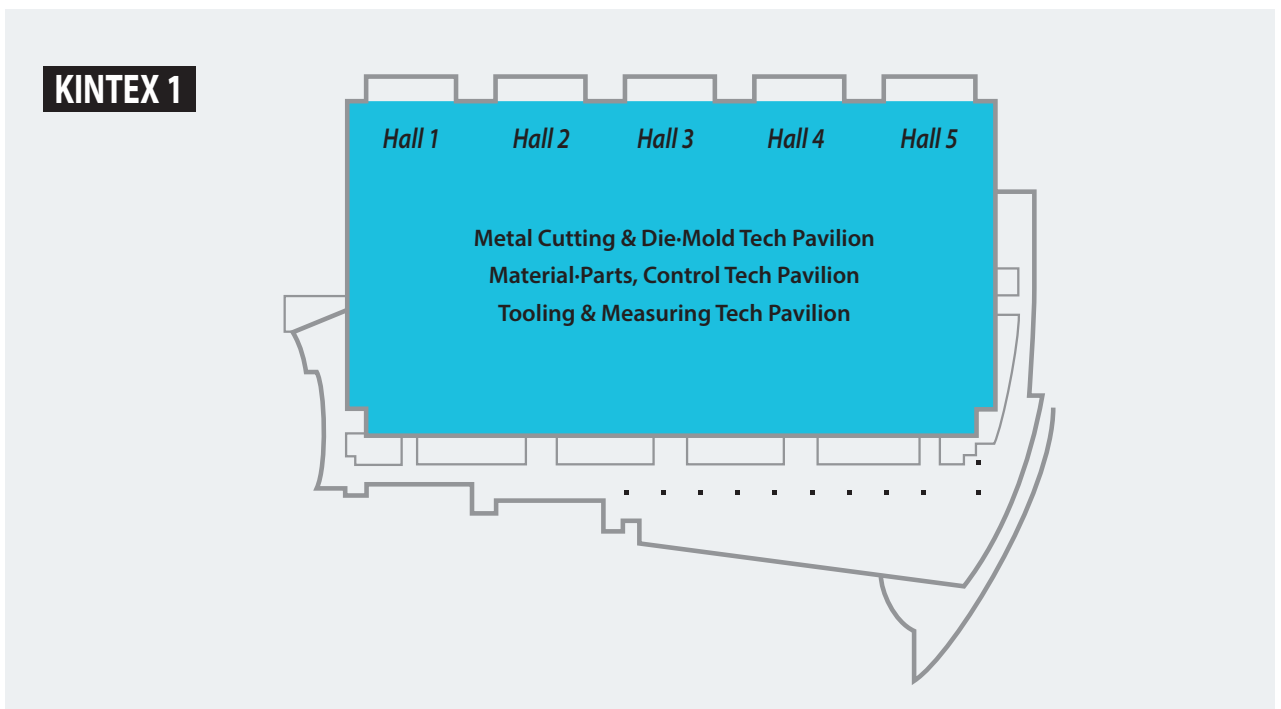 KINTEX 1
Hall 1 Hall 2 Hall 3 Hall 4 Hall 5
Metal Cutting & Die·Mold Tech Pavilion
Material·Parts, Control Tech Pavilion
Tooling & Measuring Tech Pavilion